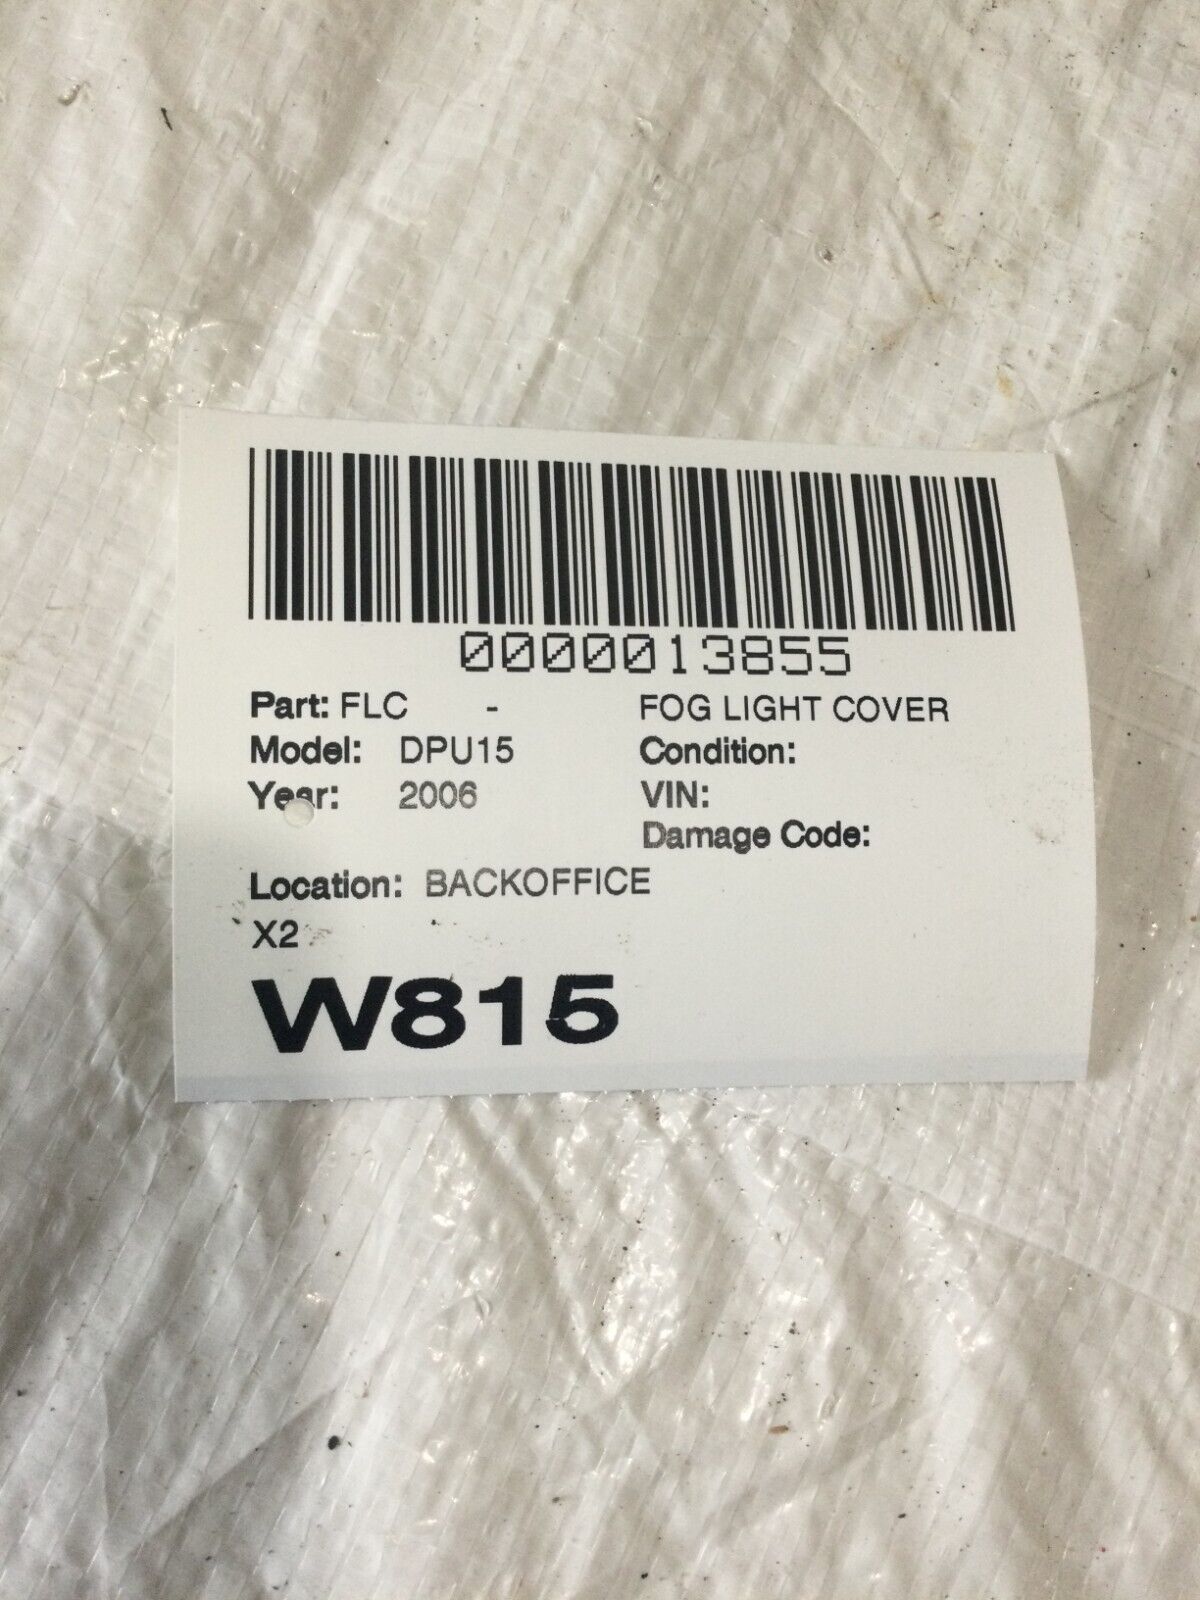 0000013855
Part: FLC - FOG LIGHT COVER
Model: DPU15 Condition:
Year: 2006 VIN:
Damage Code:
Location: BACKOFFICE
X2
W815